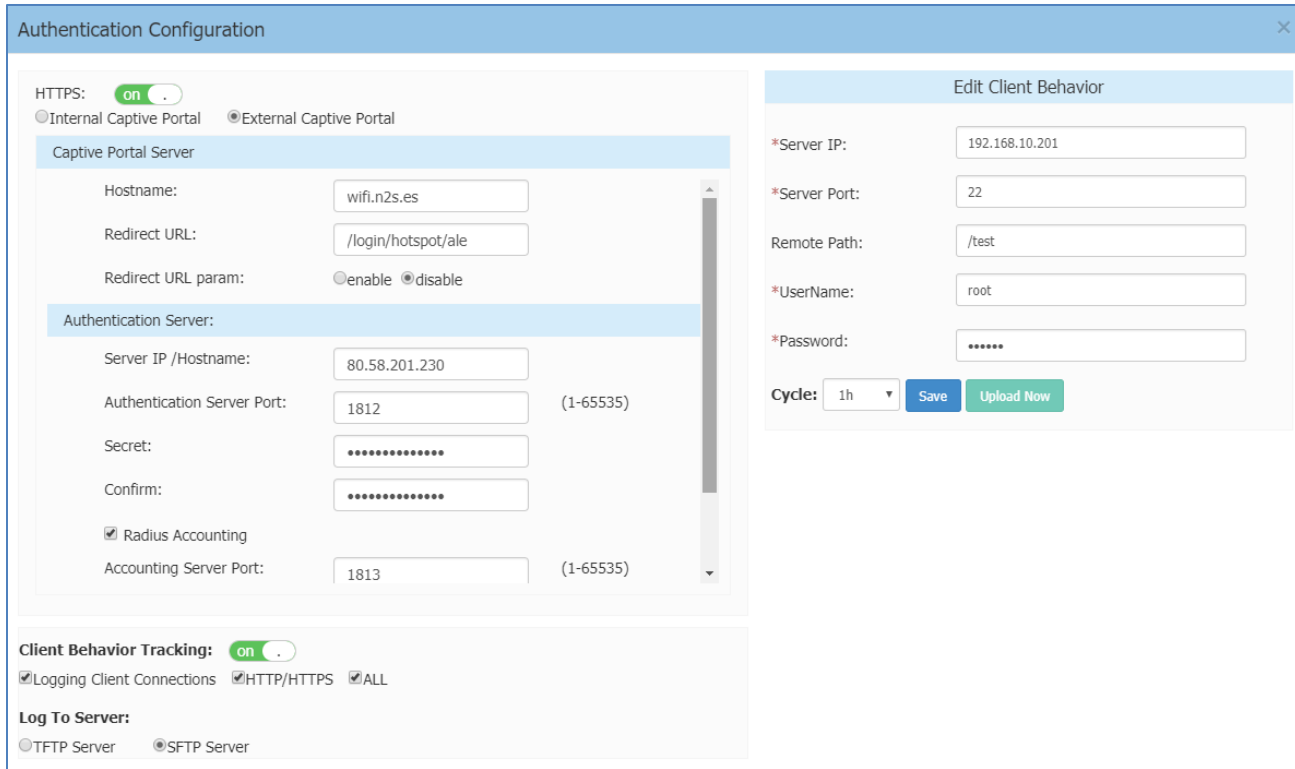 Authentication Configuration ×
HTTPS: on .
Internal Captive Portal External Captive Portal
Captive Portal Server
Hostname: wifi.n2s.es
Redirect URL: /login/hotspot/ale
Redirect URL param: enable disable
Authentication Server:
Server IP /Hostname: 80.58.201.230
Authentication Server Port: 1812 (1-65535)
Secret: ••••••••••••••
Confirm: ••••••••••••••
Radius Accounting
Accounting Server Port: 1813 (1-65535)
Client Behavior Tracking: on .
Logging Client Connections HTTP/HTTPS ALL
Log To Server:
TFTP Server SFTP Server
Edit Client Behavior
*Server IP: 192.168.10.201
*Server Port: 22
Remote Path: /test
*UserName: root
*Password: ••••••
Cycle: 1h Save Upload Now